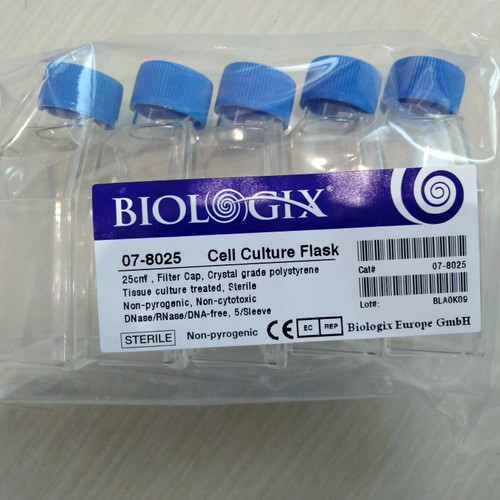 BIOLOGIX®
07-8025 Cell Culture Flask
25cm², Filter Cap, Crystal grade polystyrene
Tissue culture treated, Sterile
Non-pyrogenic, Non-cytotoxic
DNase/RNase/DNA-free, 5/Sleeve
STERILE Non-pyrogenic CE EC REP Biologix Europe GmbH
Cat# 07-8025
Lot#: BLA0K09